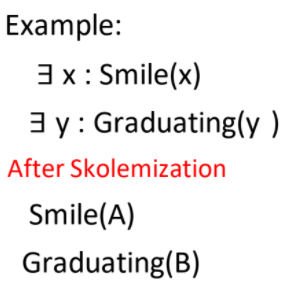 Example:
∃ x : Smile(x)
∃ y : Graduating(y )
After Skolemization
Smile(A)
Graduating(B)